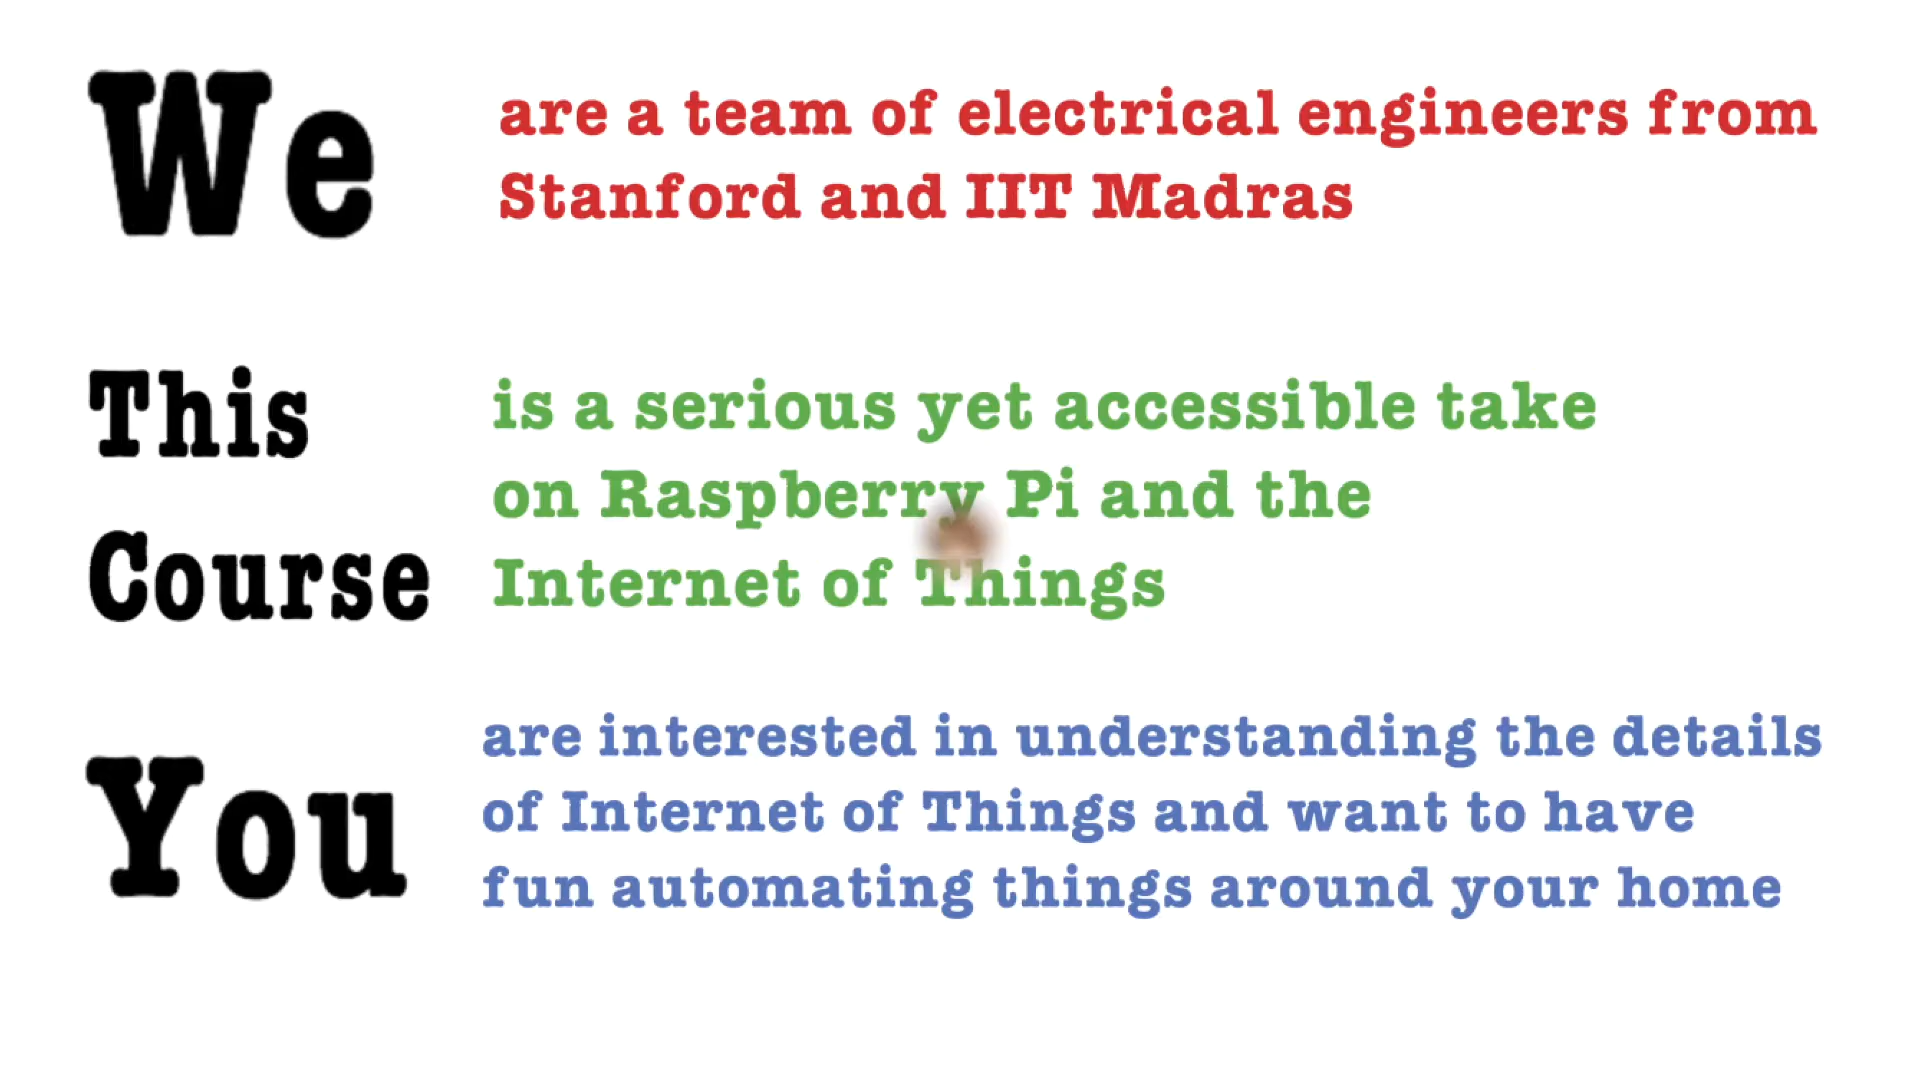 We
are a team of electrical engineers from
Stanford and IIT Madras
This
Course
is a serious yet accessible take
on Raspberry Pi and the
Internet of Things
You
are interested in understanding the details
of Internet of Things and want to have
fun automating things around your home